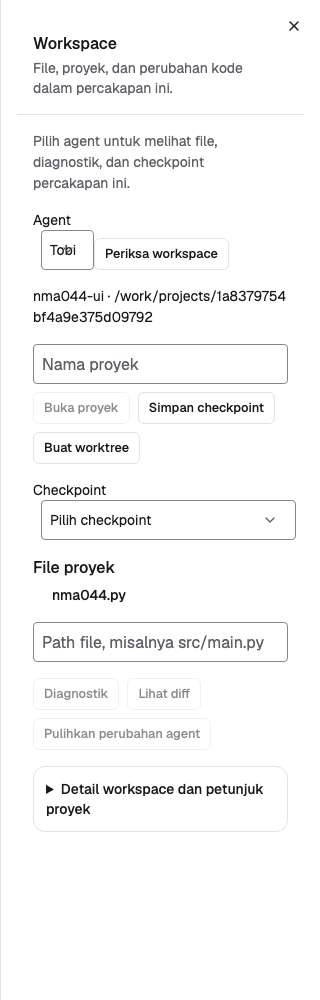 Workspace
File, proyek, dan perubahan kode
dalam percakapan ini.
Pilih agent untuk melihat file,
diagnostik, dan checkpoint
percakapan ini.
Agent
Tobi
Periksa workspace
nma044-ui · /work/projects/1a8379754
bf4a9e375d09792
Nama proyek
Buka proyek
Simpan checkpoint
Buat worktree
Checkpoint
Pilih checkpoint
File proyek
nma044.py
Path file, misalnya src/main.py
Diagnostik
Lihat diff
Pulihkan perubahan agent
Detail workspace dan petunjuk
proyek